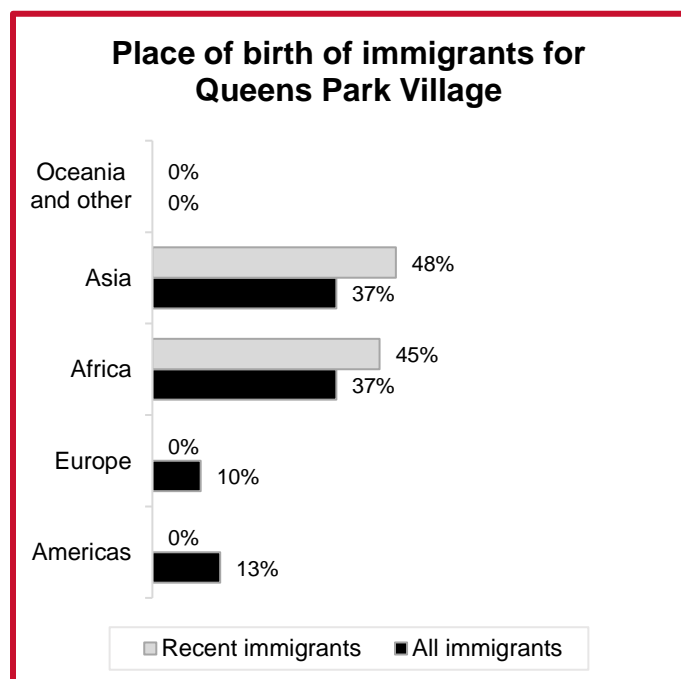 Place of birth of immigrants for
Queens Park Village
Oceania
and other
0%
0%
Asia
48%
37%
Africa
45%
37%
Europe
0%
10%
Americas
0%
13%
Recent immigrants
All immigrants